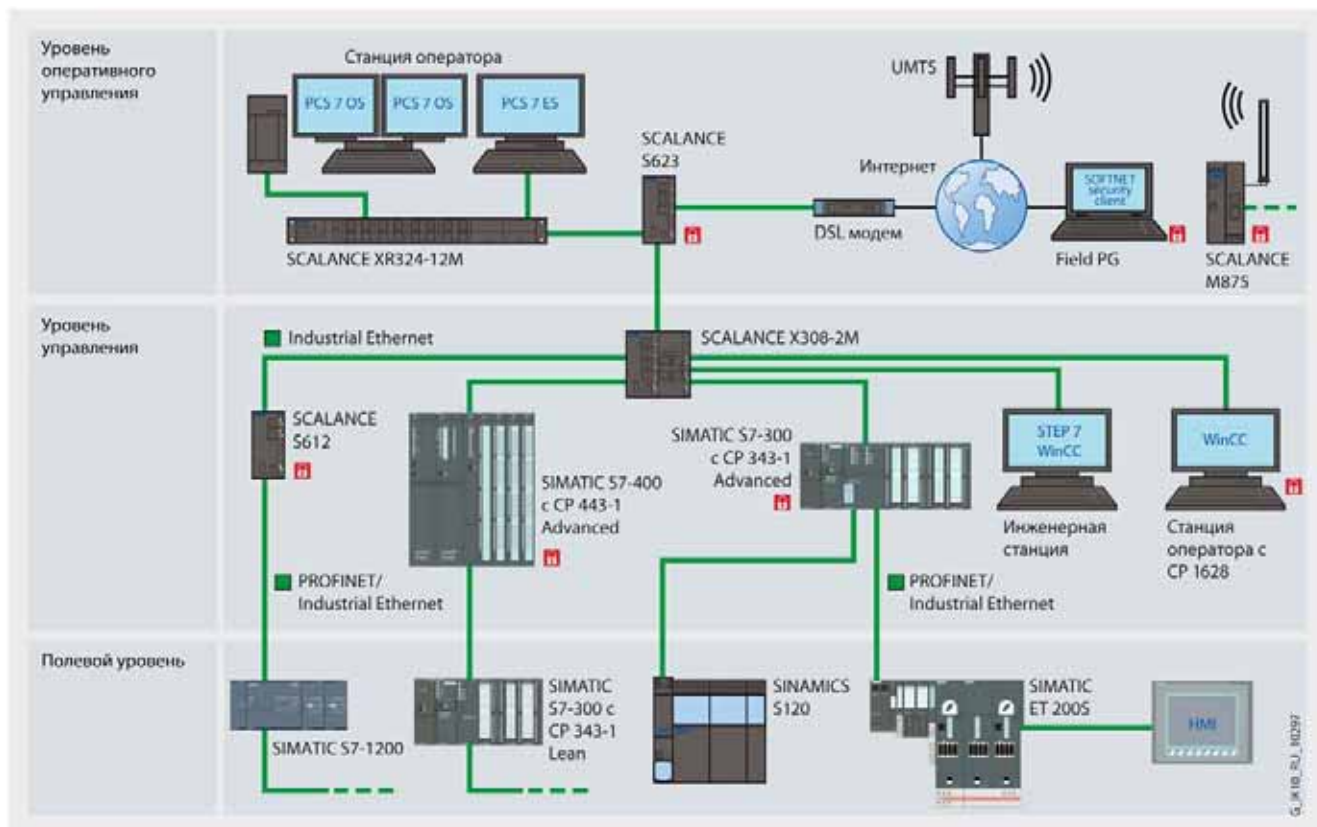 Уровень
оперативного
управления
Станция оператора
PCS 7 OS
PCS 7 OS
PCS 7 ES
SCALANCE
S623
SCALANCE XR324-12M
UMTS
Интернет
DSL модем
SOFTNET
security
client
Field PG
SCALANCE
M875
Уровень
управления
Industrial Ethernet
SCALANCE X308-2M
SCALANCE
S612
SIMATIC S7-400
с CP 443-1
Advanced
SIMATIC S7-300
с CP 343-1
Advanced
STEP 7
WinCC
Инженерная
станция
WinCC
Станция
оператора с
CP 1628
PROFINET/
Industrial Ethernet
PROFINET/
Industrial Ethernet
Полевой уровень
SIMATIC S7-1200
SIMATIC
S7-300 с
CP 343-1
Lean
SINAMICS
S120
SIMATIC
ET 200S
HMI